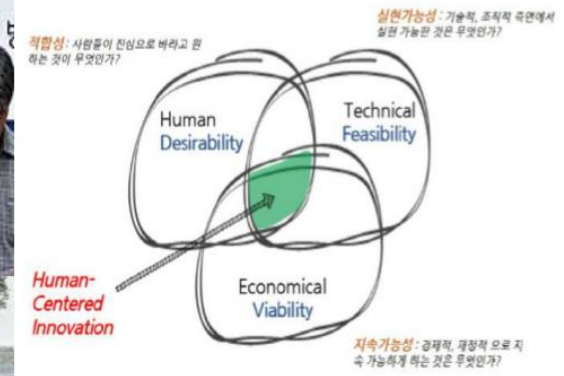 실현가능성 : 기술적, 조직적 측면에서
실현 가능한 것은 무엇인가?
적합성 : 사람들이 진심으로 바라고 원
하는 것이 무엇인가?
Human
Desirability
Technical
Feasibility
Human-
Centered
Innovation
Economical
Viability
지속가능성 : 경제적, 재정적 으로 지
속 가능하게 하는 것은 무엇인가?